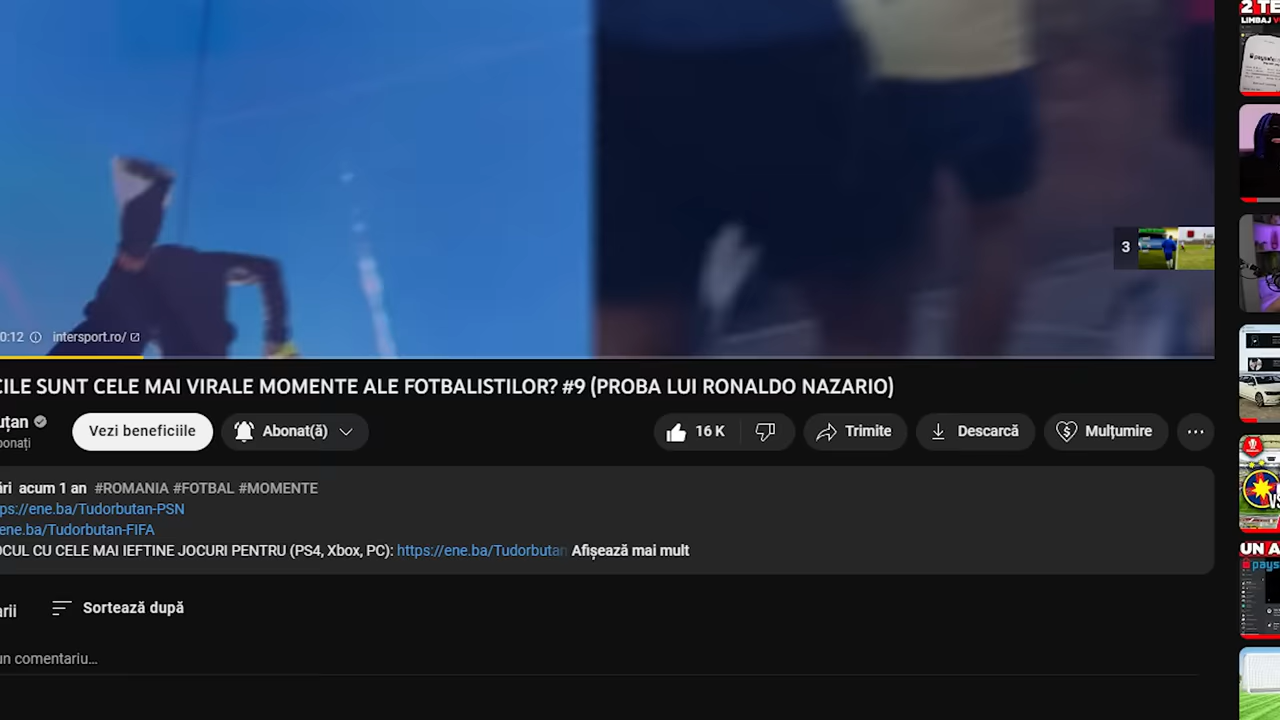 2 TE
LIMBAJ
3
0:12 intersport.ro/
CILE SUNT CELE MAI VIRALE MOMENTE ALE FOTBALISTILOR? #9 (PROBA LUI RONALDO NAZARIO)
uțan
bonați
Vezi beneficiile
Abonat(ă)
16 K
Trimite
Descarcă
Mulțumire
ări acum 1 an #ROMANIA #FOTBAL #MOMENTE
ps://ene.ba/Tudorbutan-PSN
ene.ba/Tudorbutan-FIFA
OCUL CU CELE MAI IEFTINE JOCURI PENTRU (PS4, Xbox, PC): https://ene.ba/Tudorbutan Afișează mai mult
VS
UN A
pays
arii
Sortează după
un comentariu...